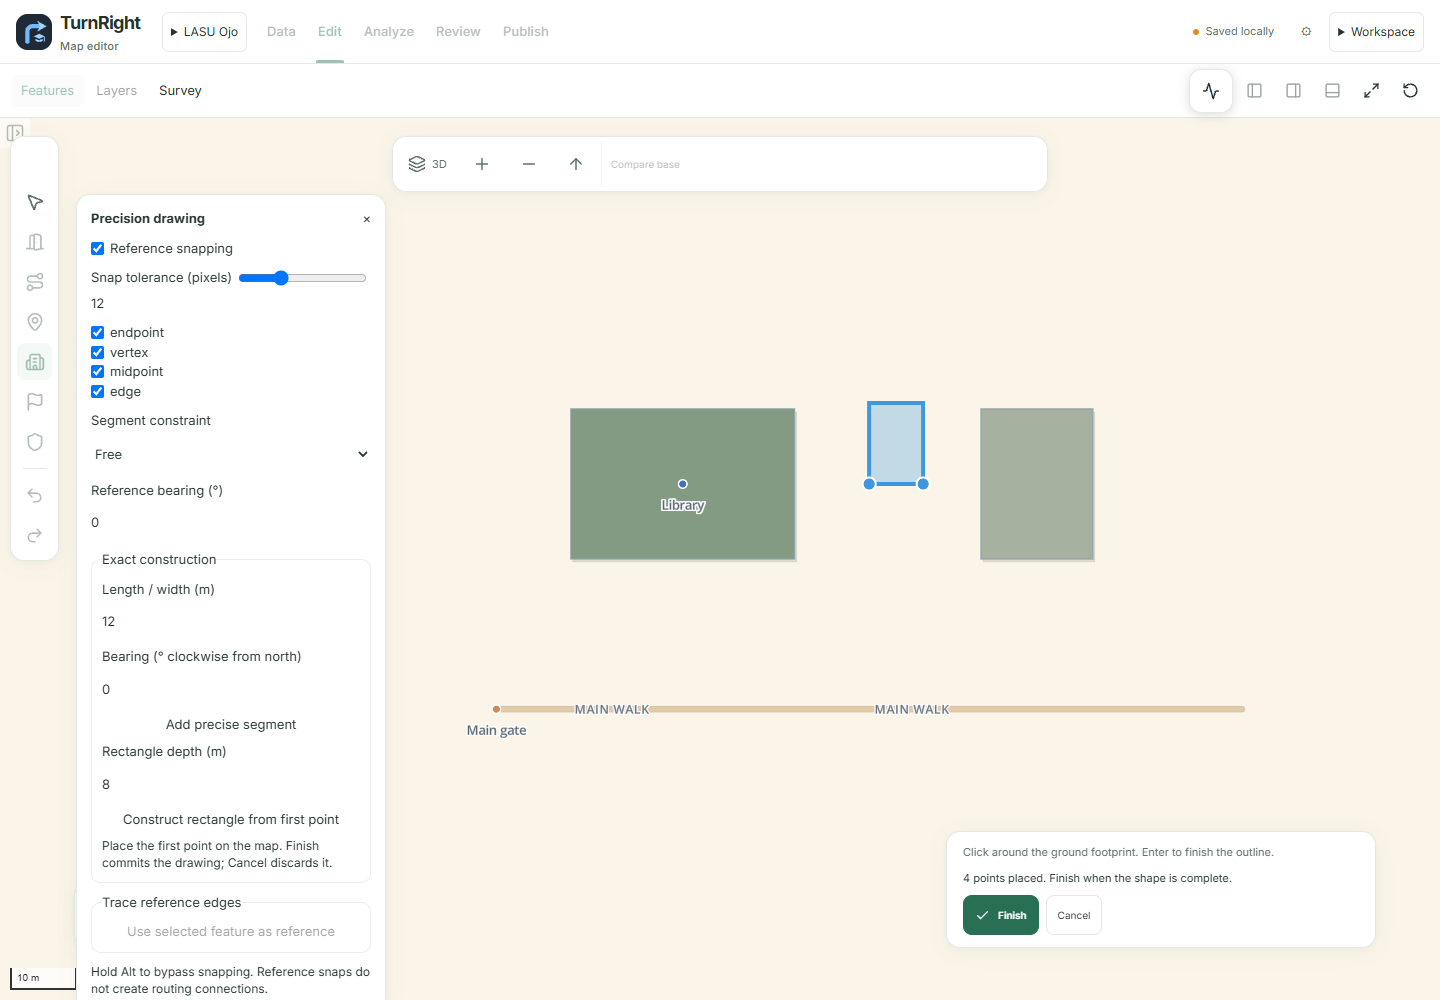 TurnRight
Map editor
LASU Ojo
Data
Edit
Analyze
Review
Publish
Saved locally
Workspace
Features
Layers
Survey
3D
Compare base
Precision drawing
×
Reference snapping
Snap tolerance (pixels)
12
endpoint
vertex
midpoint
edge
Segment constraint
Free
Reference bearing (°)
0
Exact construction
Length / width (m)
12
Bearing (° clockwise from north)
0
Add precise segment
Rectangle depth (m)
8
Construct rectangle from first point
Place the first point on the map. Finish
commits the drawing; Cancel discards it.
Trace reference edges
Use selected feature as reference
Hold Alt to bypass snapping. Reference snaps do
not create routing connections.
10 m
Library
MAIN WALK
MAIN WALK
Main gate
Click around the ground footprint. Enter to finish the outline.
4 points placed. Finish when the shape is complete.
Finish
Cancel